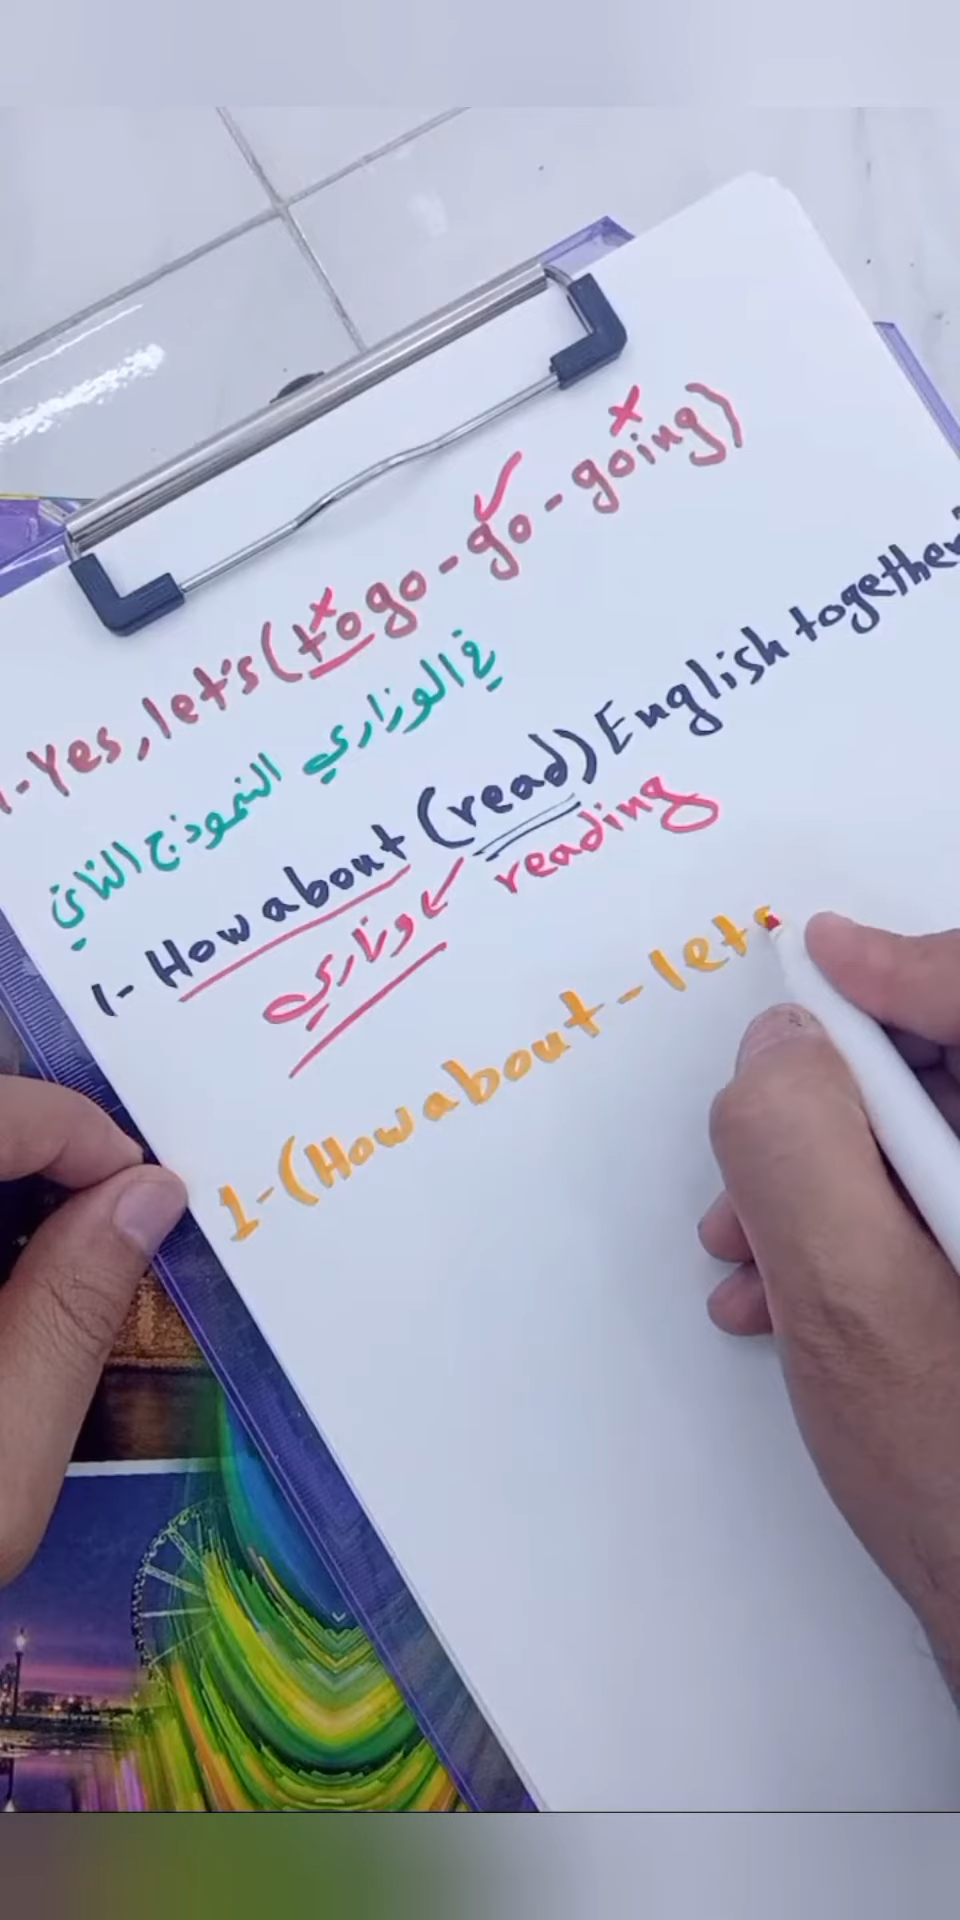 1-Yes, let's (to go - go - going)
في الوزاري النموذج الثاني
1- How about (read) English together?
وزاري reading
1- (How about - lets